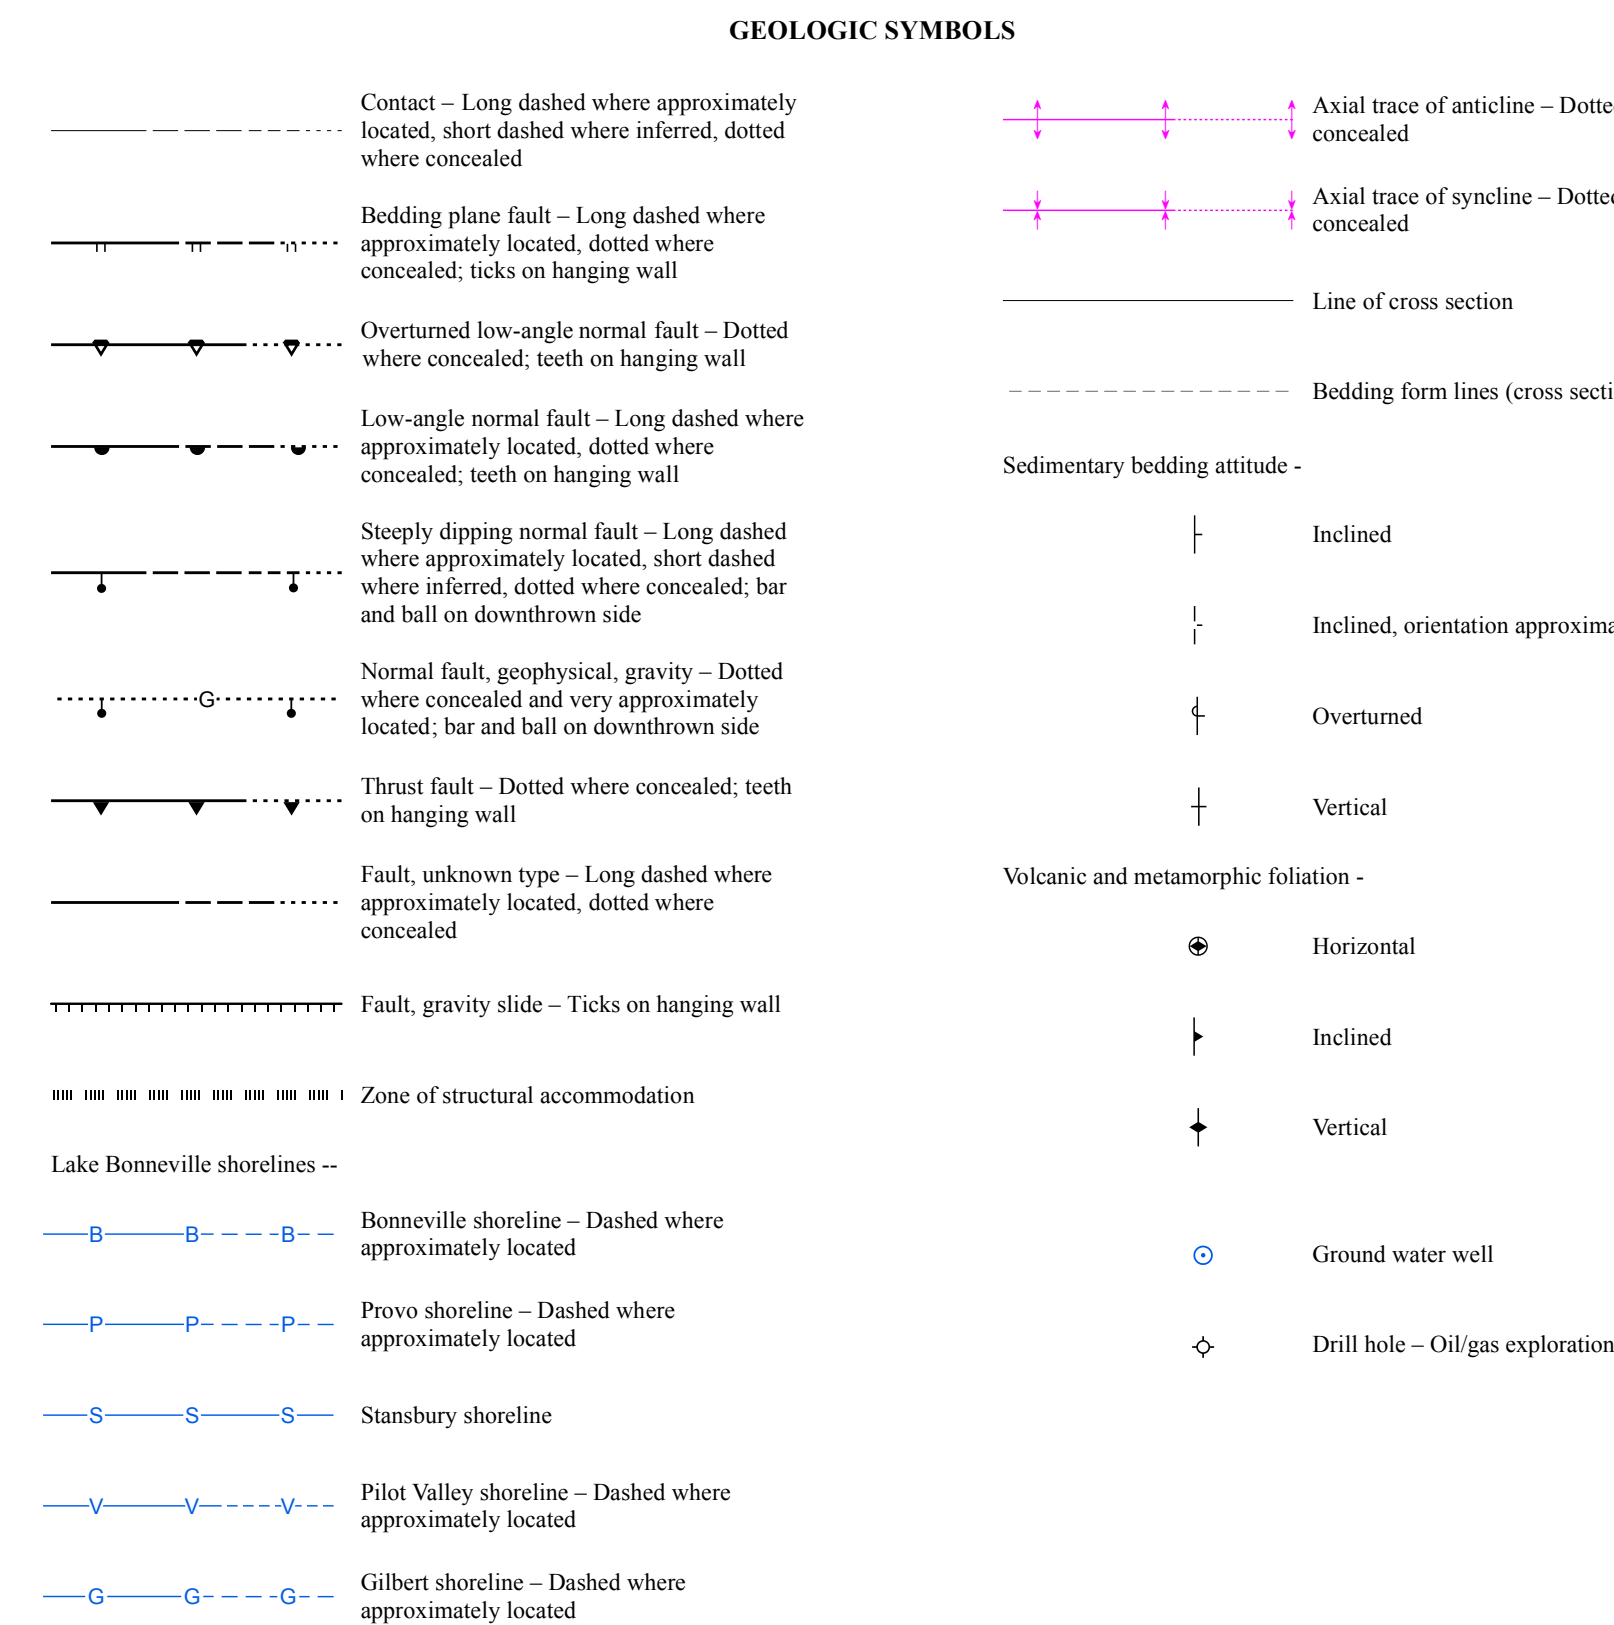 GEOLOGIC SYMBOLS
Contact – Long dashed where approximately
located, short dashed where inferred, dotted
where concealed
Bedding plane fault – Long dashed where
approximately located, dotted where
concealed; ticks on hanging wall
Overturned low-angle normal fault – Dotted
where concealed; teeth on hanging wall
Low-angle normal fault – Long dashed where
approximately located, dotted where
concealed; teeth on hanging wall
Steeply dipping normal fault – Long dashed
where approximately located, short dashed
where inferred, dotted where concealed; bar
and ball on downthrown side
G
Normal fault, geophysical, gravity – Dotted
where concealed and very approximately
located; bar and ball on downthrown side
Thrust fault – Dotted where concealed; teeth
on hanging wall
Fault, unknown type – Long dashed where
approximately located, dotted where
concealed
Fault, gravity slide – Ticks on hanging wall
Zone of structural accommodation
Lake Bonneville shorelines --
B B B
Bonneville shoreline – Dashed where
approximately located
P P P
Provo shoreline – Dashed where
approximately located
S S S
Stansbury shoreline
V V V
Pilot Valley shoreline – Dashed where
approximately located
G G G
Gilbert shoreline – Dashed where
approximately located
Axial trace of anticline –
concealed
Axial trace of syncline –
concealed
Line of cross section
Bedding form lines (cross
Sedimentary bedding attitude -
Inclined
Inclined, orientation
Overturned
Vertical
Volcanic and metamorphic foliation -
Horizontal
Inclined
Vertical
Ground water well
Drill hole – Oil/gas exploration